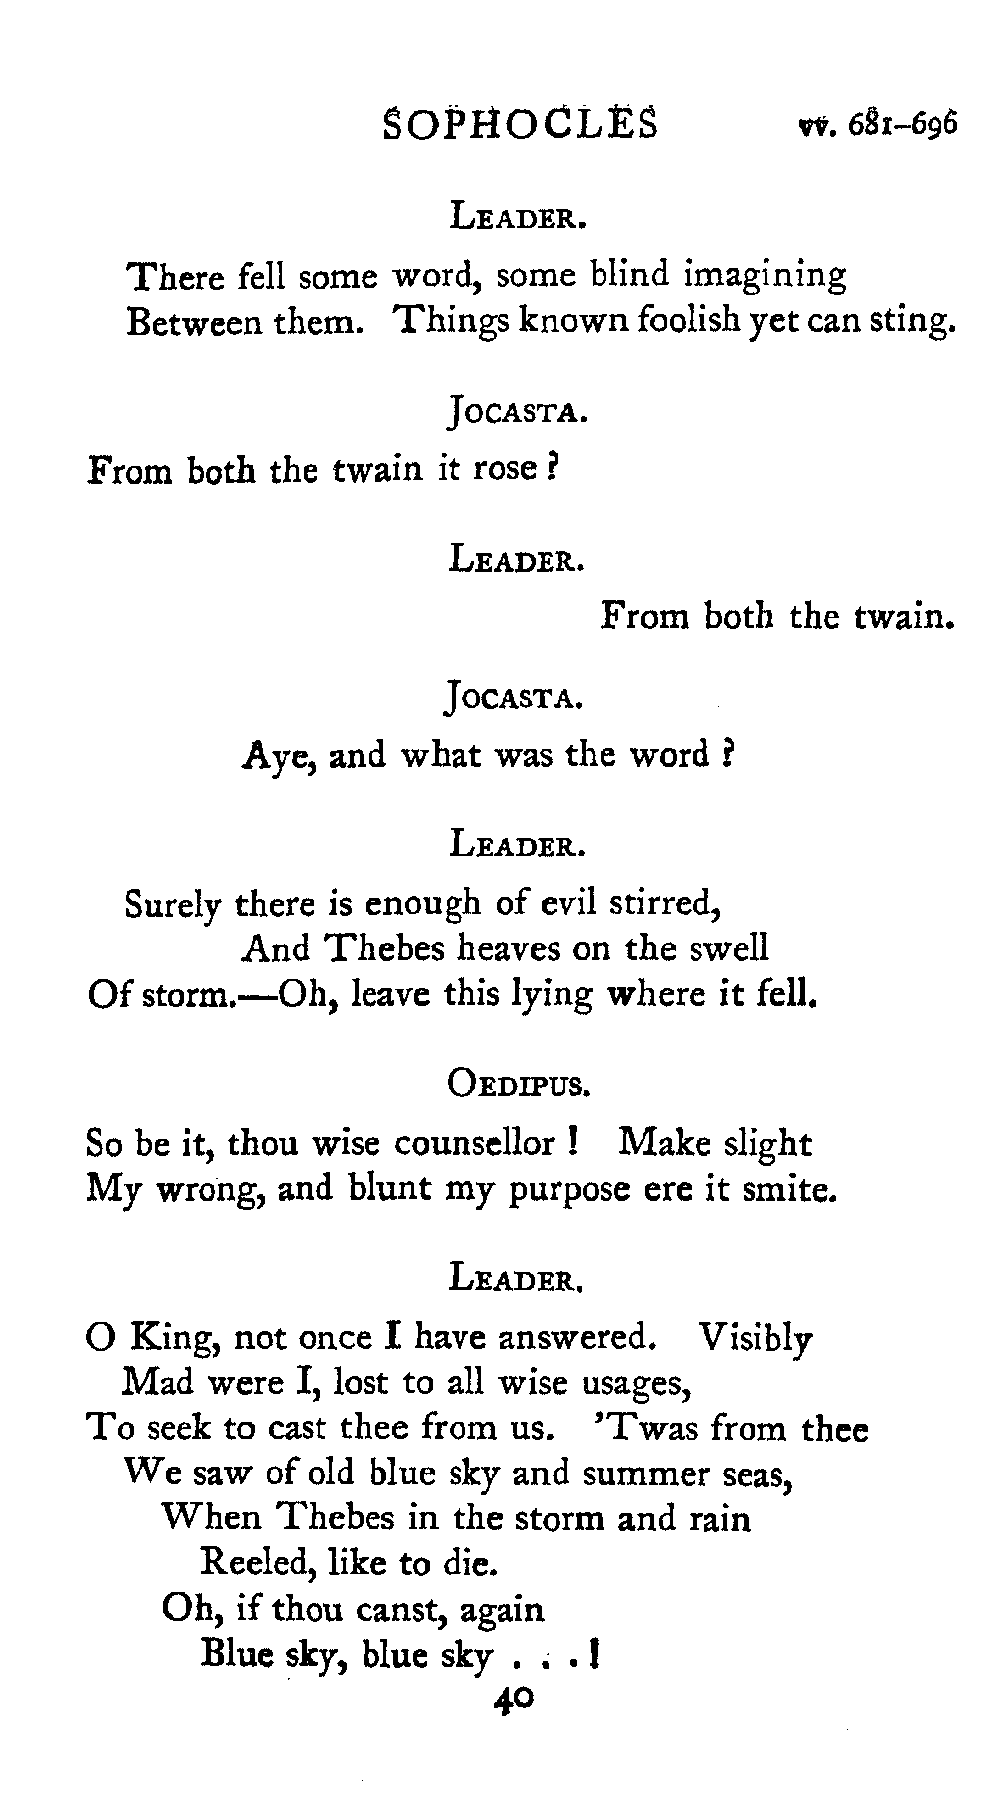 SOPHOCLES vv. 681–696
LEADER.
There fell some word, some blind imagining
Between them. Things known foolish yet can sting.
JOCASTA.
From both the twain it rose ?
LEADER.
From both the twain.
JOCASTA.
Aye, and what was the word ?
LEADER.
Surely there is enough of evil stirred,
And Thebes heaves on the swell
Of storm.—Oh, leave this lying where it fell.
OEDIPUS.
So be it, thou wise counsellor ! Make slight
My wrong, and blunt my purpose ere it smite.
LEADER.
O King, not once I have answered. Visibly
Mad were I, lost to all wise usages,
To seek to cast thee from us. 'Twas from thee
We saw of old blue sky and summer seas,
When Thebes in the storm and rain
Reeled, like to die.
Oh, if thou canst, again
Blue sky, blue sky . . . !
40